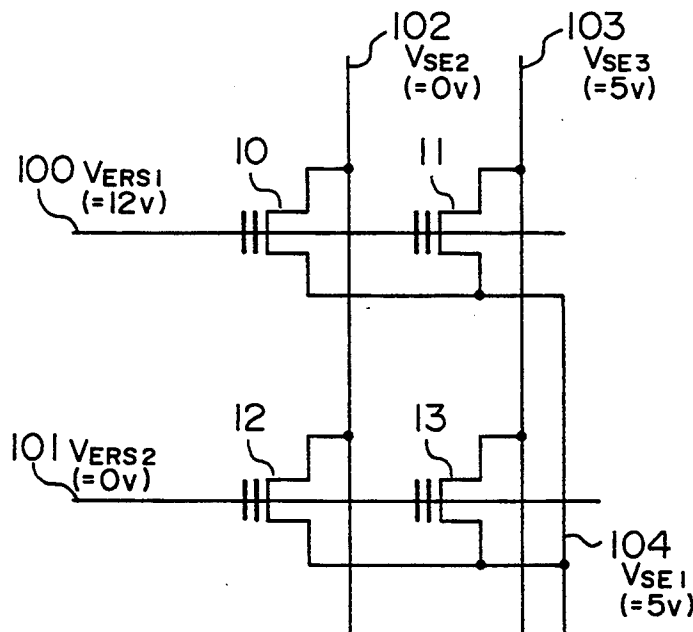 102
VSE2
(=0v)
103
VSE3
(=5v)
10
11
100 VERS1
(=12v)
12
13
101 VERS2
(=0v)
104
VSE1
(=5v)